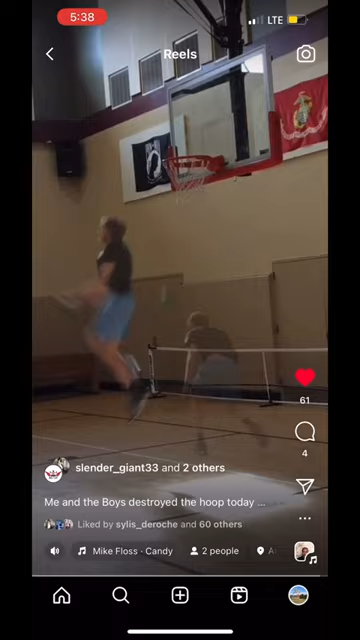 5:38
LTE
Reels
61
4
slender_giant33 and 2 others
Me and the Boys destroyed the hoop today ...
Liked by sylis_deroche and 60 others
Mike Floss · Candy
2 people